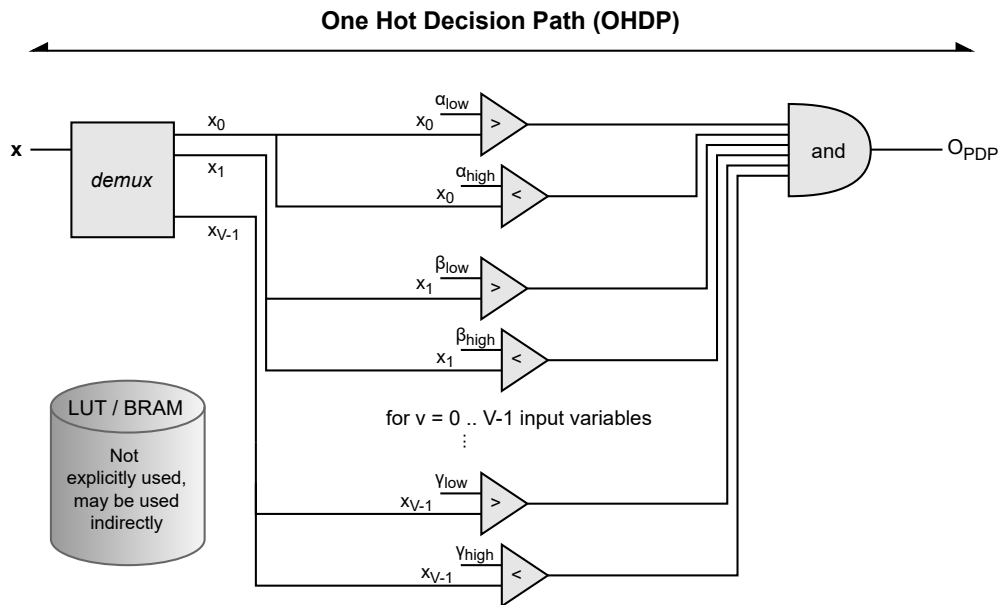 One Hot Decision Path (OHDP)
x
demux
x0
x1
xV-1
αlow
x0
>
αhigh
x0
<
and
OPDP
βlow
x1
>
βhigh
x1
<
for v = 0 .. V-1 input variables
⋮
γlow
xV-1
>
γhigh
xV-1
<
LUT / BRAM
Not
explicitly used,
may be used
indirectly